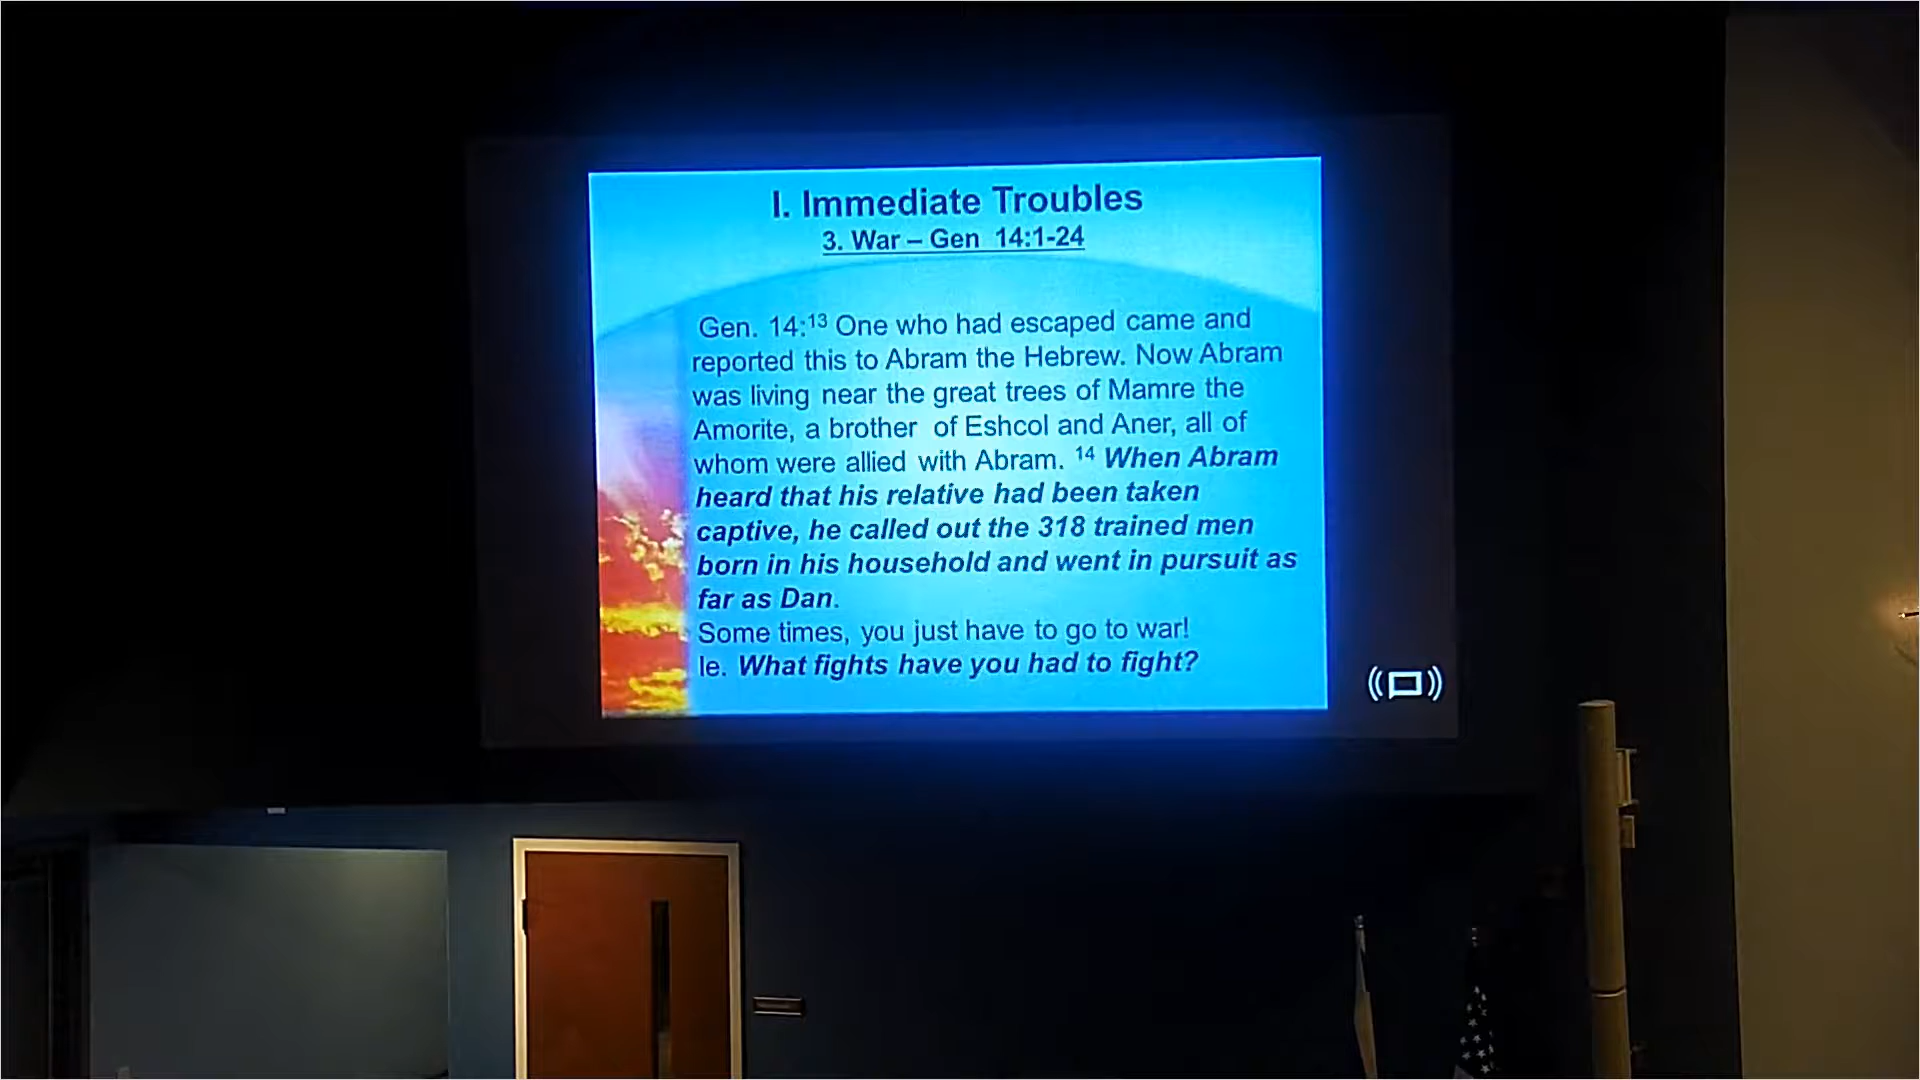 I. Immediate Troubles
3. War – Gen 14:1-24
Gen. 14:13 One who had escaped came and
reported this to Abram the Hebrew. Now Abram
was living near the great trees of Mamre the
Amorite, a brother of Eshcol and Aner, all of
whom were allied with Abram. 14 When Abram
heard that his relative had been taken
captive, he called out the 318 trained men
born in his household and went in pursuit as
far as Dan.
Some times, you just have to go to war!
Ie. What fights have you had to fight?